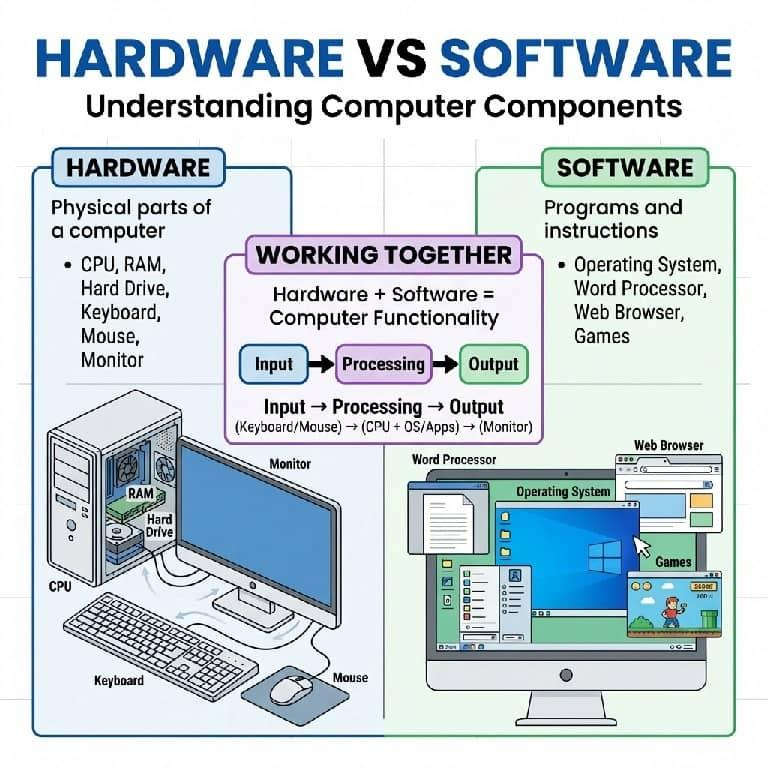 HARDWARE VS SOFTWARE
Understanding Computer Components
HARDWARE
Physical parts of
a computer
• CPU, RAM,
Hard Drive,
Keyboard,
Mouse,
Monitor
WORKING TOGETHER
Hardware + Software =
Computer Functionality
Input → Processing → Output
Input → Processing → Output
(Keyboard/Mouse) → (CPU + OS/Apps) → (Monitor)
SOFTWARE
Programs and
instructions
• Operating System,
Word Processor,
Web Browser,
Games
RAM
Hard
Drive
CPU
Monitor
Keyboard
Mouse
Word Processor
Operating System
Web Browser
Games